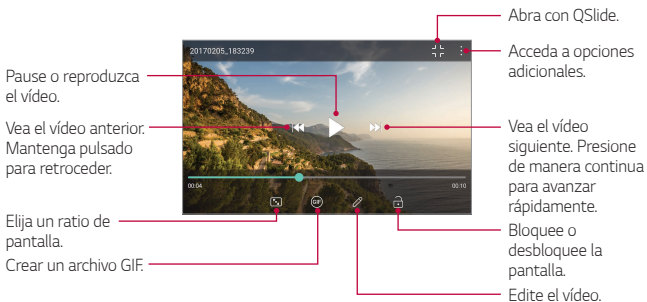 Pause o reproduzca
el vídeo.
Vea el vídeo anterior.
Mantenga pulsado
para retroceder.
Elija un ratio de
pantalla.
Crear un archivo GIF.
20170205_183239
00:04
00:10
GIF
Abra con QSlide.
Acceda a opciones
adicionales.
Vea el vídeo
siguiente. Presione
de manera continua
para avanzar
rápidamente.
Bloquee o
desbloquee la
pantalla.
Edite el vídeo.